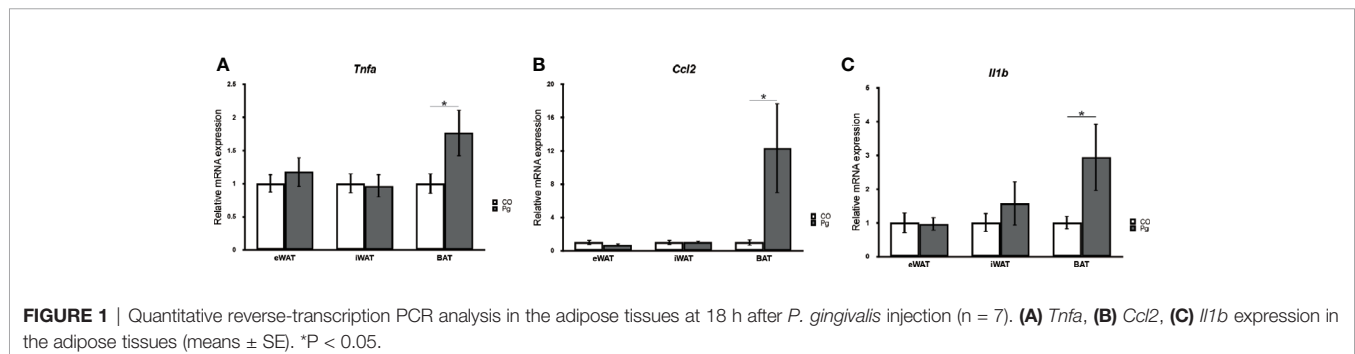 A
Tnfa
Relative mRNA expression
2.5
2
1.5
1
0.5
0
*
eWAT
iWAT
BAT
CO
Pg
B
Ccl2
Relative mRNA expression
20
16
12
8
4
0
*
eWAT
iWAT
BAT
CO
Pg
C
Il1b
Relative mRNA expression
6
5
4
3
2
1
0
*
eWAT
iWAT
BAT
CO
Pg
FIGURE 1 | Quantitative reverse-transcription PCR analysis in the adipose tissues at 18 h after P. gingivalis injection (n = 7). (A) Tnfa, (B) Ccl2, (C) Il1b expression in
the adipose tissues (means ± SE). *P < 0.05.